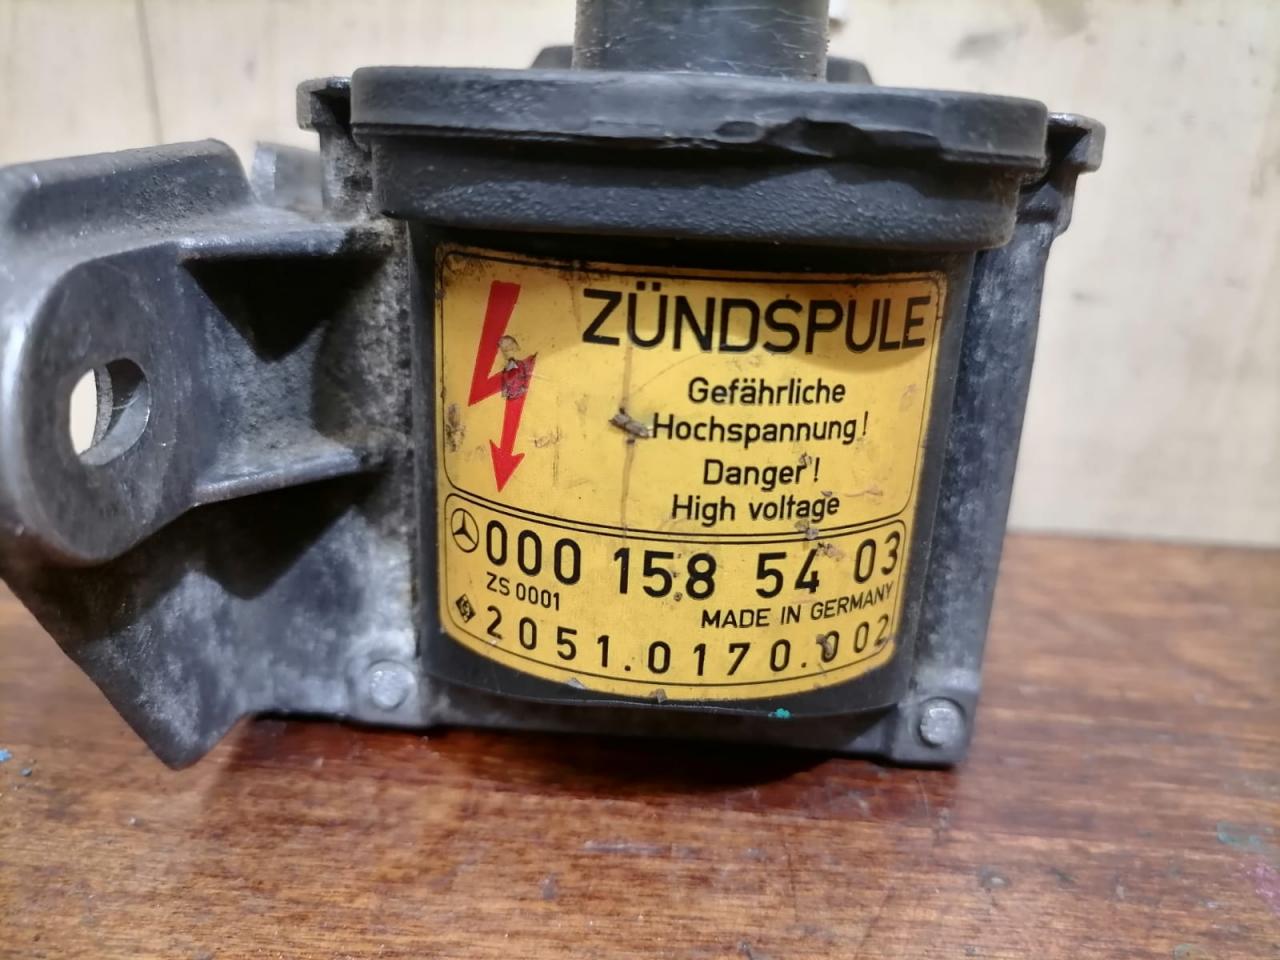 ZÜNDSPULE
Gefährliche
Hochspannung!
Danger!
High voltage
000 158 54 03
ZS 0001
MADE IN GERMANY
2051.0170.002